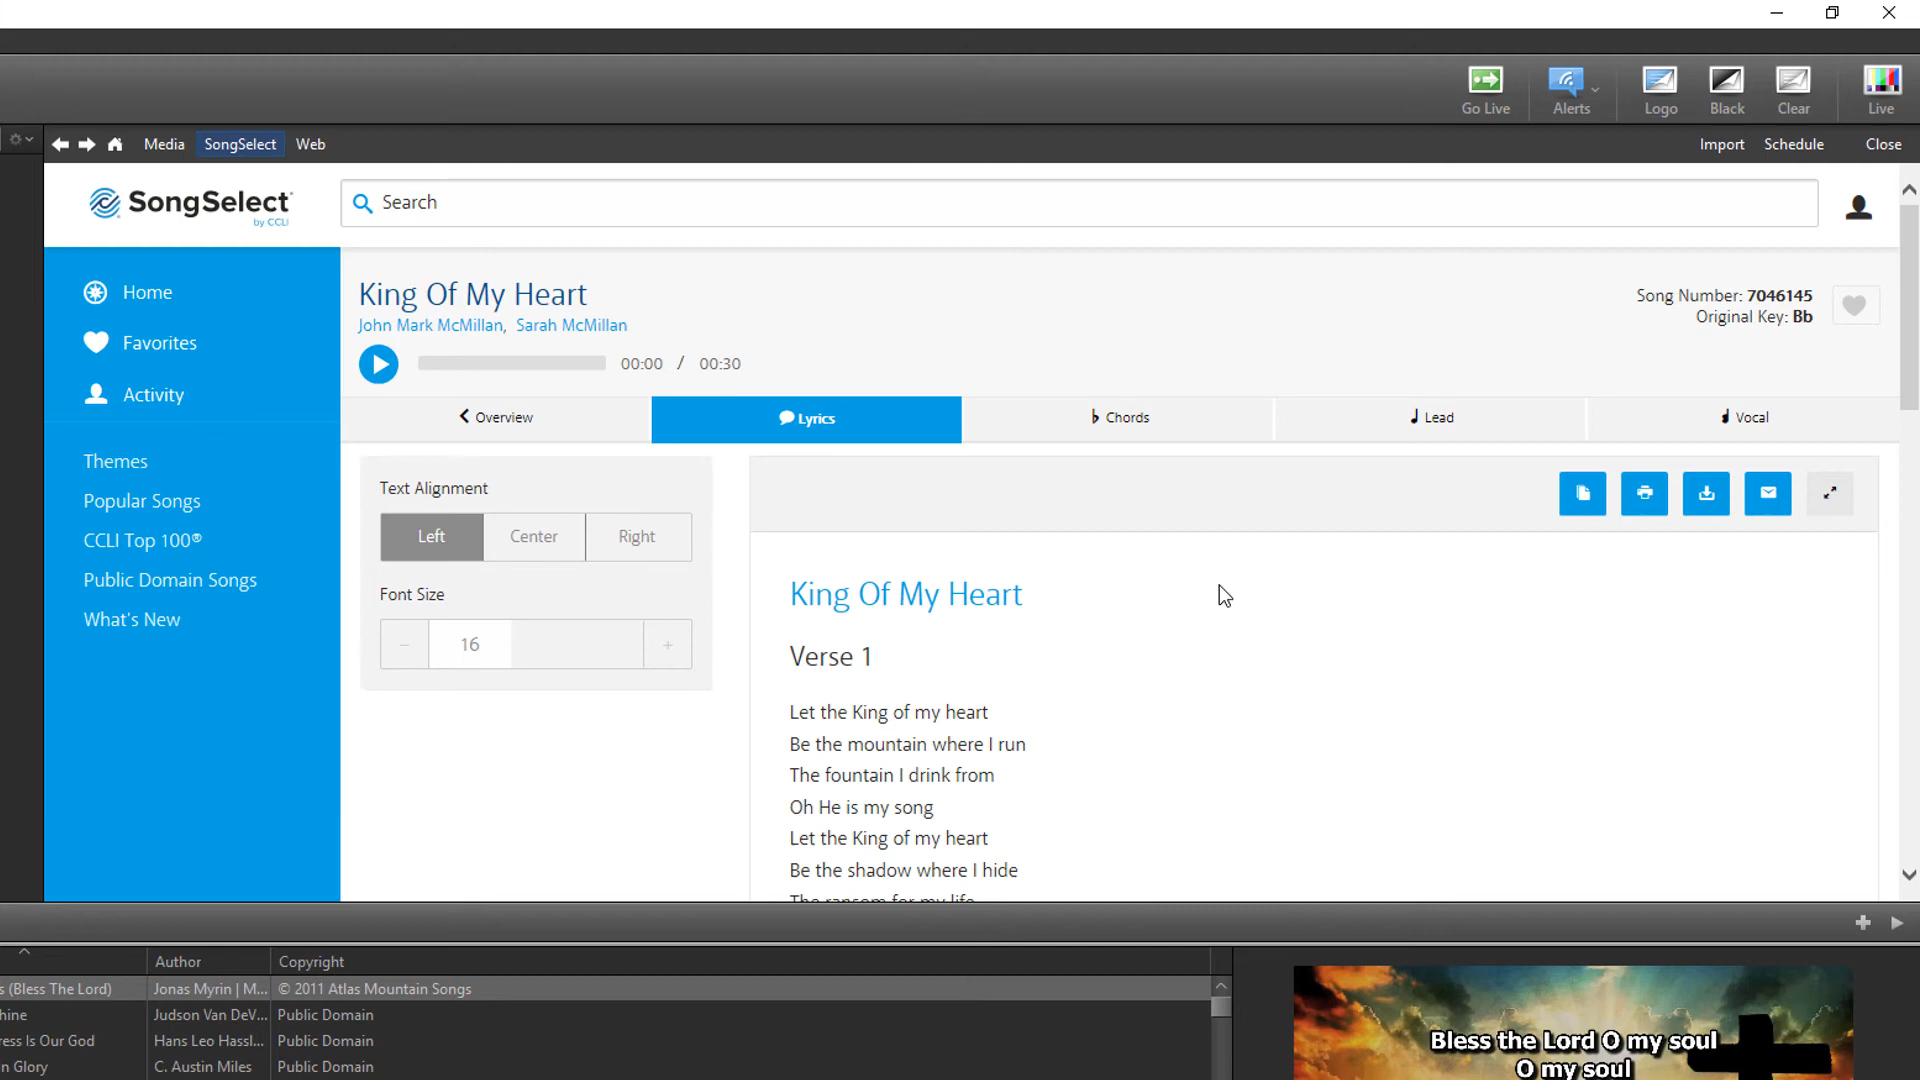 Go Live
Alerts
Logo
Black
Clear
Live
Media
SongSelect
Web
Import
Schedule
Close
SongSelect
by CCLI
Search
Home
Favorites
Activity
Themes
Popular Songs
CCLI Top 100®
Public Domain Songs
What's New
King Of My Heart
John Mark McMillan, Sarah McMillan
00:00 / 00:30
Song Number: 7046145
Original Key: Bb
Overview
Lyrics
Chords
Lead
Vocal
Text Alignment
Left
Center
Right
Font Size
− 16 +
King Of My Heart
Verse 1
Let the King of my heart
Be the mountain where I run
The fountain I drink from
Oh He is my song
Let the King of my heart
Be the shadow where I hide
The ransom for my life
Author
Copyright
s (Bless The Lord) Jonas Myrin | M... © 2011 Atlas Mountain Songs
hine Judson Van DeV... Public Domain
ress Is Our God Hans Leo Hassl... Public Domain
n Glory C. Austin Miles Public Domain
Bless the Lord O my soul
O my soul